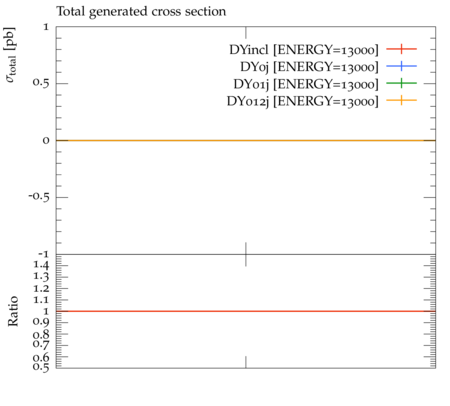 Total generated cross section
σtotal [pb]
1
0.5
0
-0.5
-1
DYincl [ENERGY=13000]
DY0j [ENERGY=13000]
DY01j [ENERGY=13000]
DY012j [ENERGY=13000]
Ratio
1.4
1.3
1.2
1.1
1
0.9
0.8
0.7
0.6
0.5